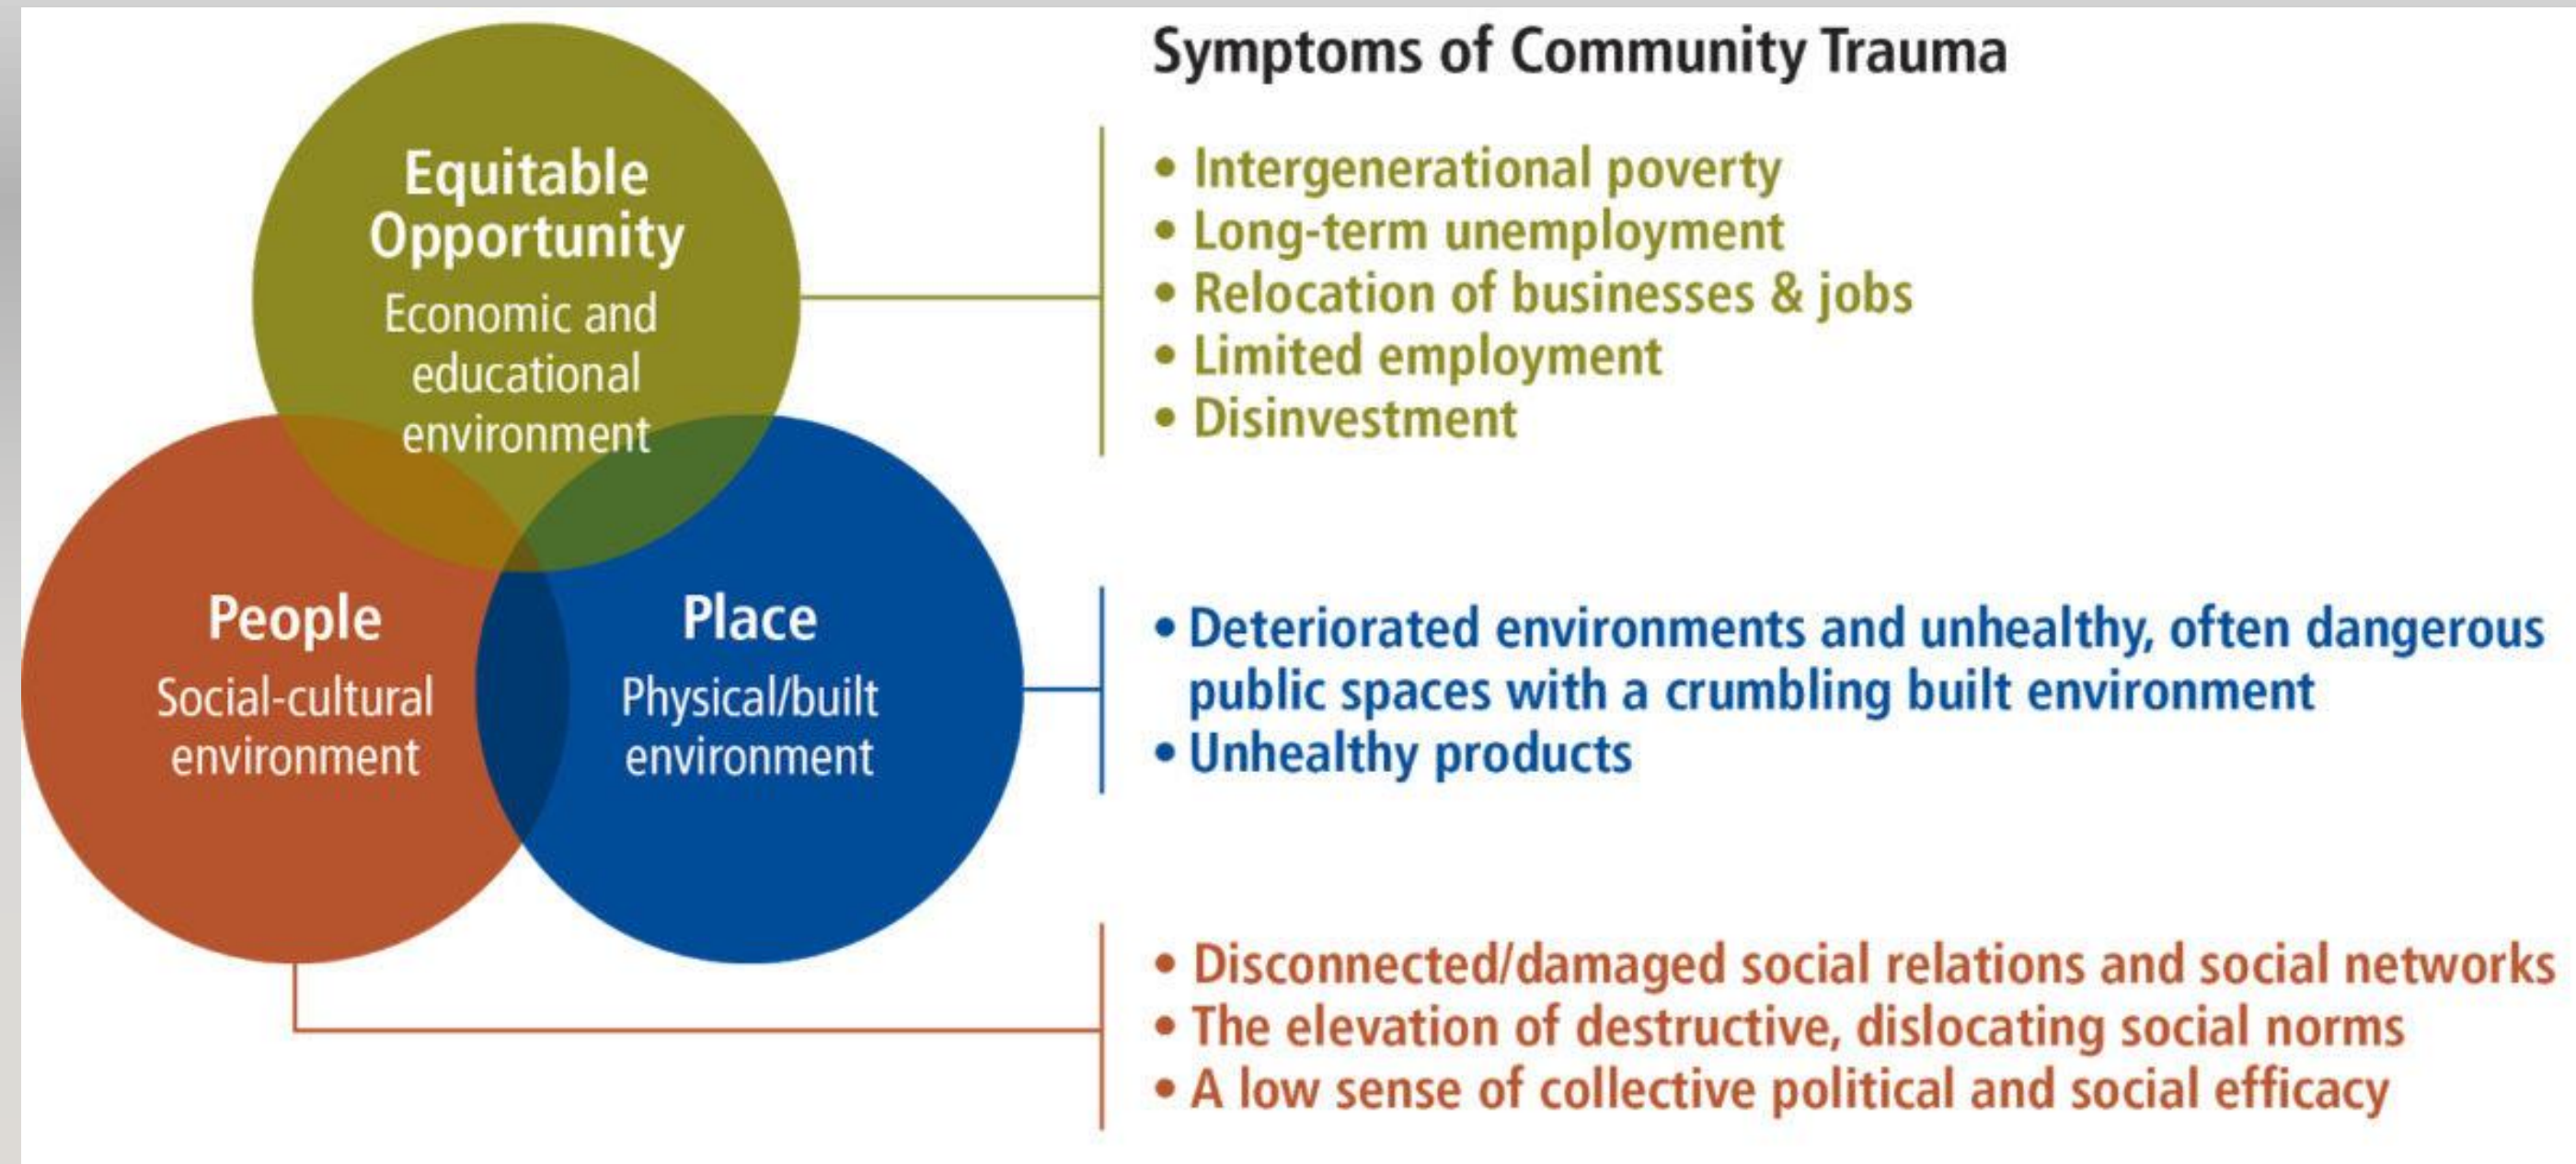 Symptoms of Community Trauma
Equitable
Opportunity
Economic and
educational
environment
• Intergenerational poverty
• Long-term unemployment
• Relocation of businesses & jobs
• Limited employment
• Disinvestment
People
Social-cultural
environment
Place
Physical/built
environment
• Deteriorated environments and unhealthy, often dangerous
public spaces with a crumbling built environment
• Unhealthy products
• Disconnected/damaged social relations and social networks
• The elevation of destructive, dislocating social norms
• A low sense of collective political and social efficacy